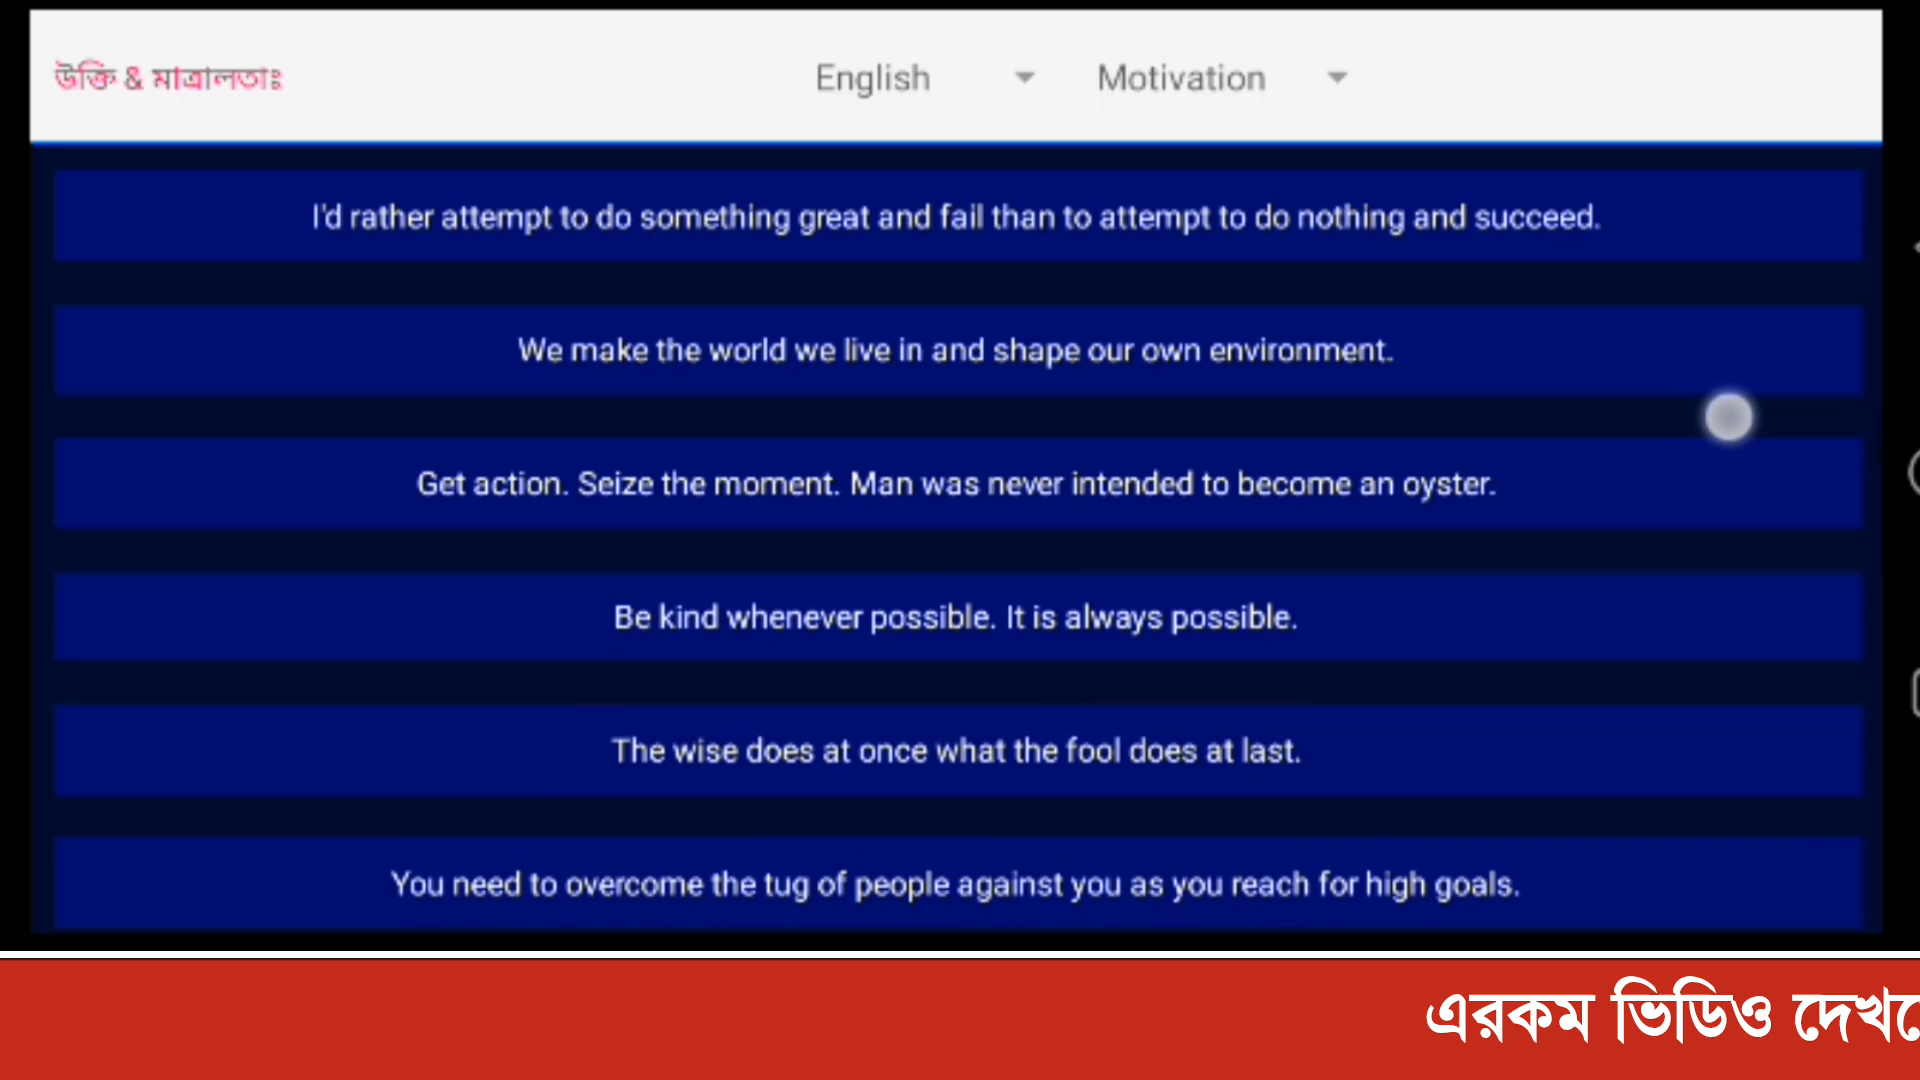 উক্তি & মাত্রালতাঃ
English
Motivation
I'd rather attempt to do something great and fail than to attempt to do nothing and succeed.
We make the world we live in and shape our own environment.
Get action. Seize the moment. Man was never intended to become an oyster.
Be kind whenever possible. It is always possible.
The wise does at once what the fool does at last.
You need to overcome the tug of people against you as you reach for high goals.
এরকম ভিডিও